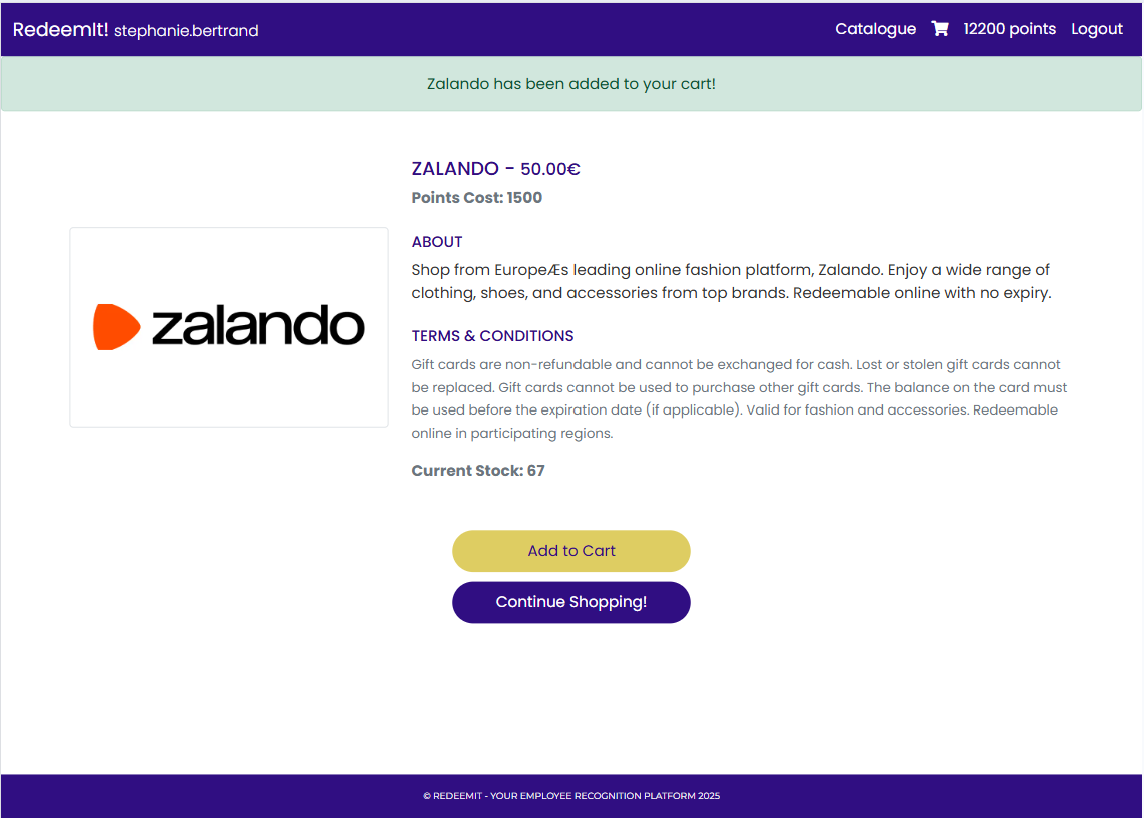 RedeemIt! stephanie.bertrand Catalogue 12200 points Logout
Zalando has been added to your cart!
ZALANDO - 50.00€
Points Cost: 1500
ABOUT
Shop from EuropeÆs leading online fashion platform, Zalando. Enjoy a wide range of
clothing, shoes, and accessories from top brands. Redeemable online with no expiry.
zalando
TERMS & CONDITIONS
Gift cards are non-refundable and cannot be exchanged for cash. Lost or stolen gift cards cannot
be replaced. Gift cards cannot be used to purchase other gift cards. The balance on the card must
be used before the expiration date (if applicable). Valid for fashion and accessories. Redeemable
online in participating regions.
Current Stock: 67
Add to Cart
Continue Shopping!
© REDEEMIT - YOUR EMPLOYEE RECOGNITION PLATFORM 2025